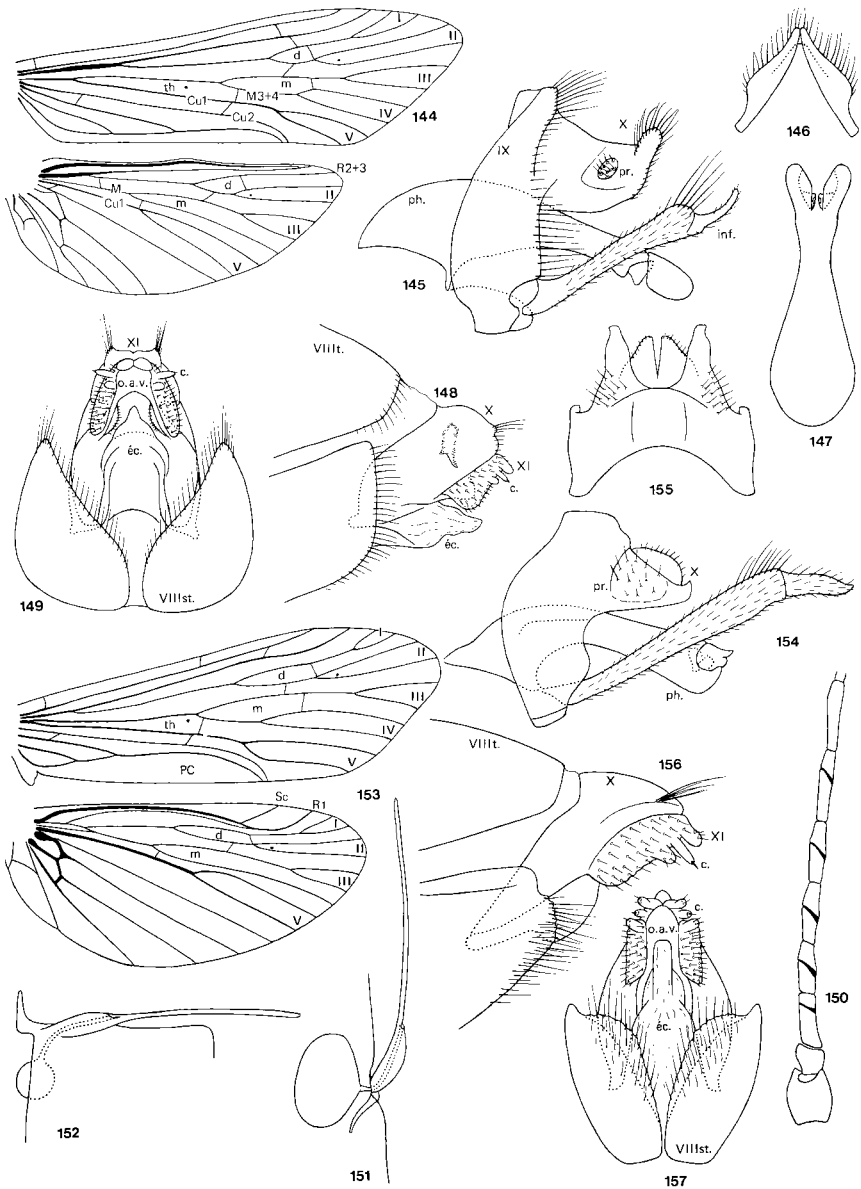 I
II
d
III
th
m
Cu1
M3+4
IV
Cu2
V
144
R2+3
M
d
Cu1
m
II
III
V
IX
X
pr.
ph.
inf.
145
146
147
XI
c.
o.a.v.
éc.
VIIIst.
149
VIIIt.
148
X
XI
c.
éc.
155
pr.
X
154
ph.
I
II
d
III
m
th
IV
V
PC
153
Sc
R1
I
d
II
m
III
V
VIIIt.
156
X
XI
c.
c.
o.a.v.
éc.
VIIIst.
157
150
152
151